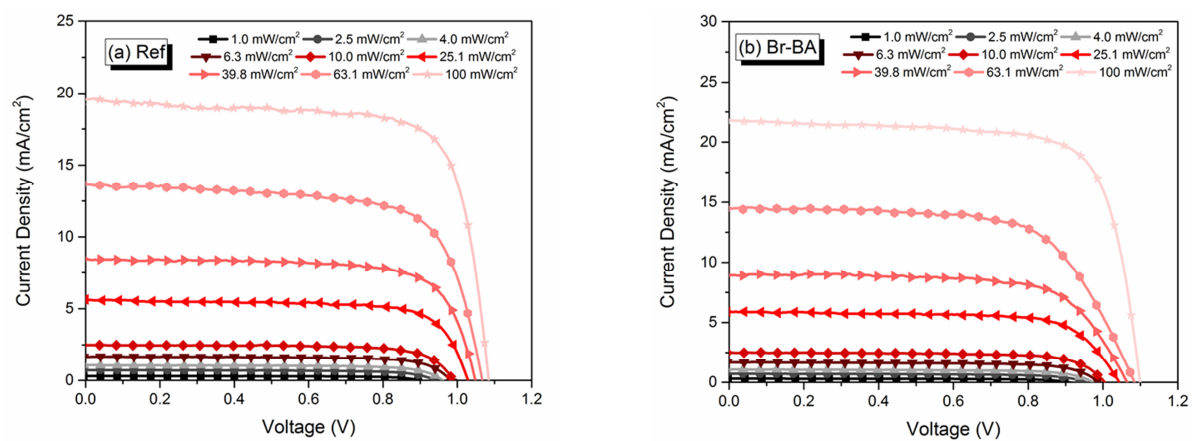 (a) Ref
1.0 mW/cm² 2.5 mW/cm² 4.0 mW/cm²
6.3 mW/cm² 10.0 mW/cm² 25.1 mW/cm²
39.8 mW/cm² 63.1 mW/cm² 100 mW/cm²
25
20
15
10
5
0
Current Density (mA/cm²)
0.0 0.2 0.4 0.6 0.8 1.0 1.2
Voltage (V)
(b) Br-BA
1.0 mW/cm² 2.5 mW/cm² 4.0 mW/cm²
6.3 mW/cm² 10.0 mW/cm² 25.1 mW/cm²
39.8 mW/cm² 63.1 mW/cm² 100 mW/cm²
30
25
20
15
10
5
0
Current Density (mA/cm²)
0.0 0.2 0.4 0.6 0.8 1.0 1.2
Voltage (V)